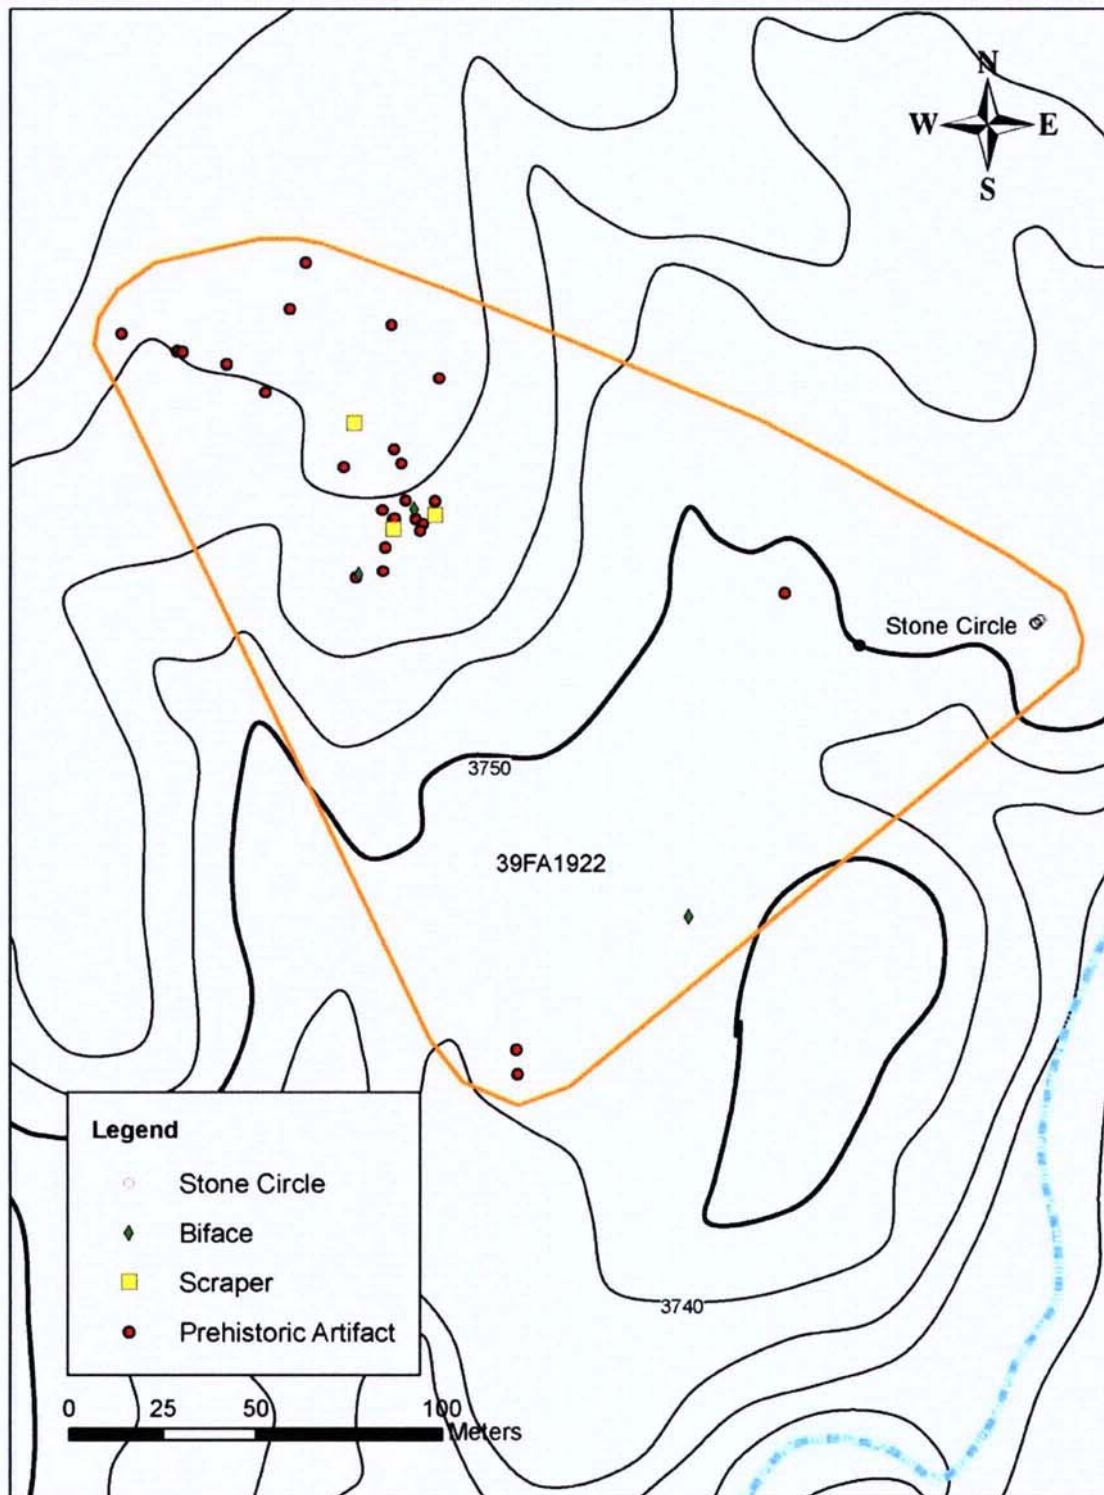 N
W E
S
Stone Circle
3750
39FA1922
Legend
Stone Circle
Biface
Scraper
Prehistoric Artifact
3740
0 25 50 100
Meters